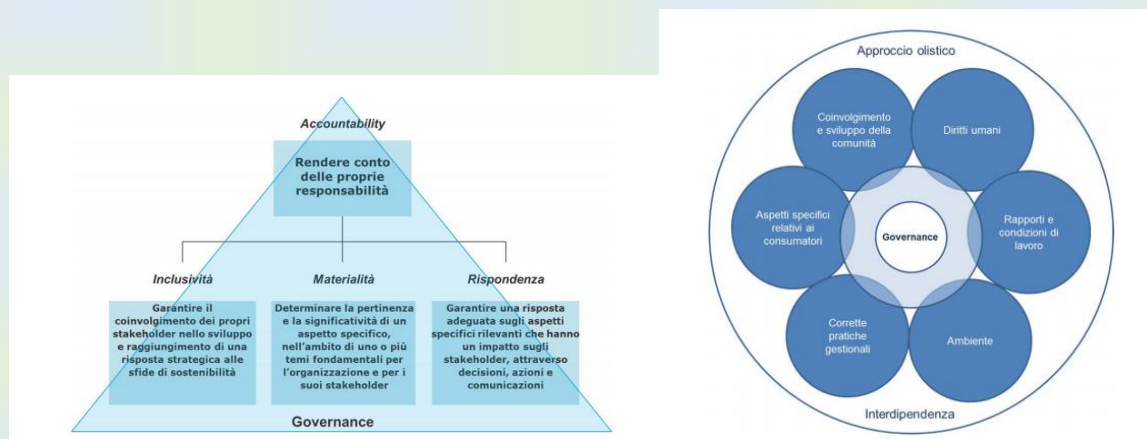 Accountability
Rendere conto
delle proprie
responsabilità
Inclusività
Garantire il
coinvolgimento dei propri
stakeholder nello sviluppo
e raggiungimento di una
risposta strategica alle
sfide di sostenibilità
Materialità
Determinare la pertinenza
e la significatività di un
aspetto specifico,
nell'ambito di uno o più
temi fondamentali per
l'organizzazione e per i
suoi stakeholder
Rispondenza
Garantire una risposta
adeguata sugli aspetti
specifici rilevanti che hanno
un impatto sugli
stakeholder, attraverso
decisioni, azioni e
comunicazioni
Governance
Approccio olistico
Coinvolgimento
e sviluppo della
comunità
Diritti umani
Aspetti specifici
relativi ai
consumatori
Governance
Rapporti e
condizioni di
lavoro
Corrette
pratiche
gestionali
Ambiente
Interdipendenza